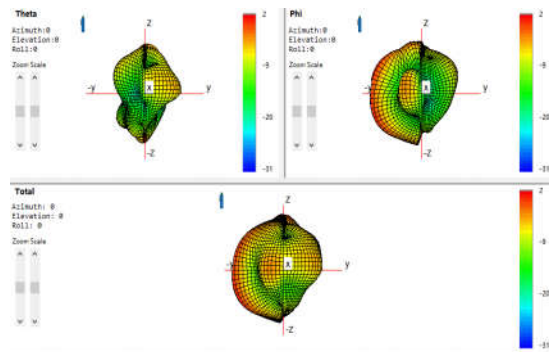 Theta
Azimuth:0
Elevation:0
Roll:0
Zoom Scale
Z
-y
x
y
-Z
2
-9
-20
-31
Phi
Azimuth:0
Elevation:0
Roll:0
Zoom Scale
Z
-y
x
y
-Z
2
-9
-20
-31
Total
Azimuth: 0
Elevation: 0
Roll: 0
Zoom Scale
Z
-y
x
y
-Z
2
-9
-20
-31